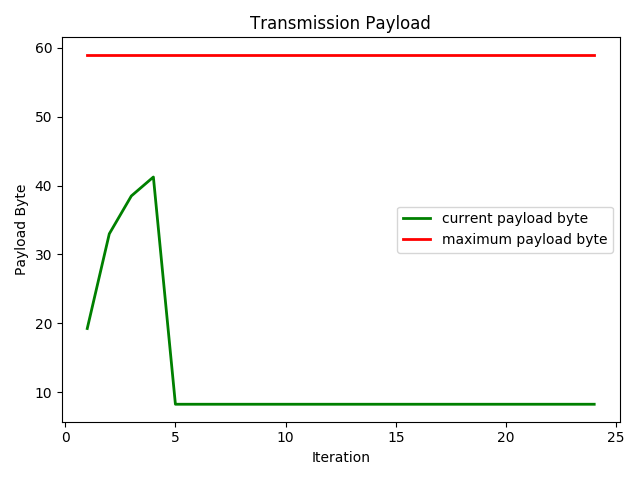 Transmission Payload
60
50
40
30
20
10
Payload Byte
current payload byte
maximum payload byte
0
5
10
15
20
25
Iteration